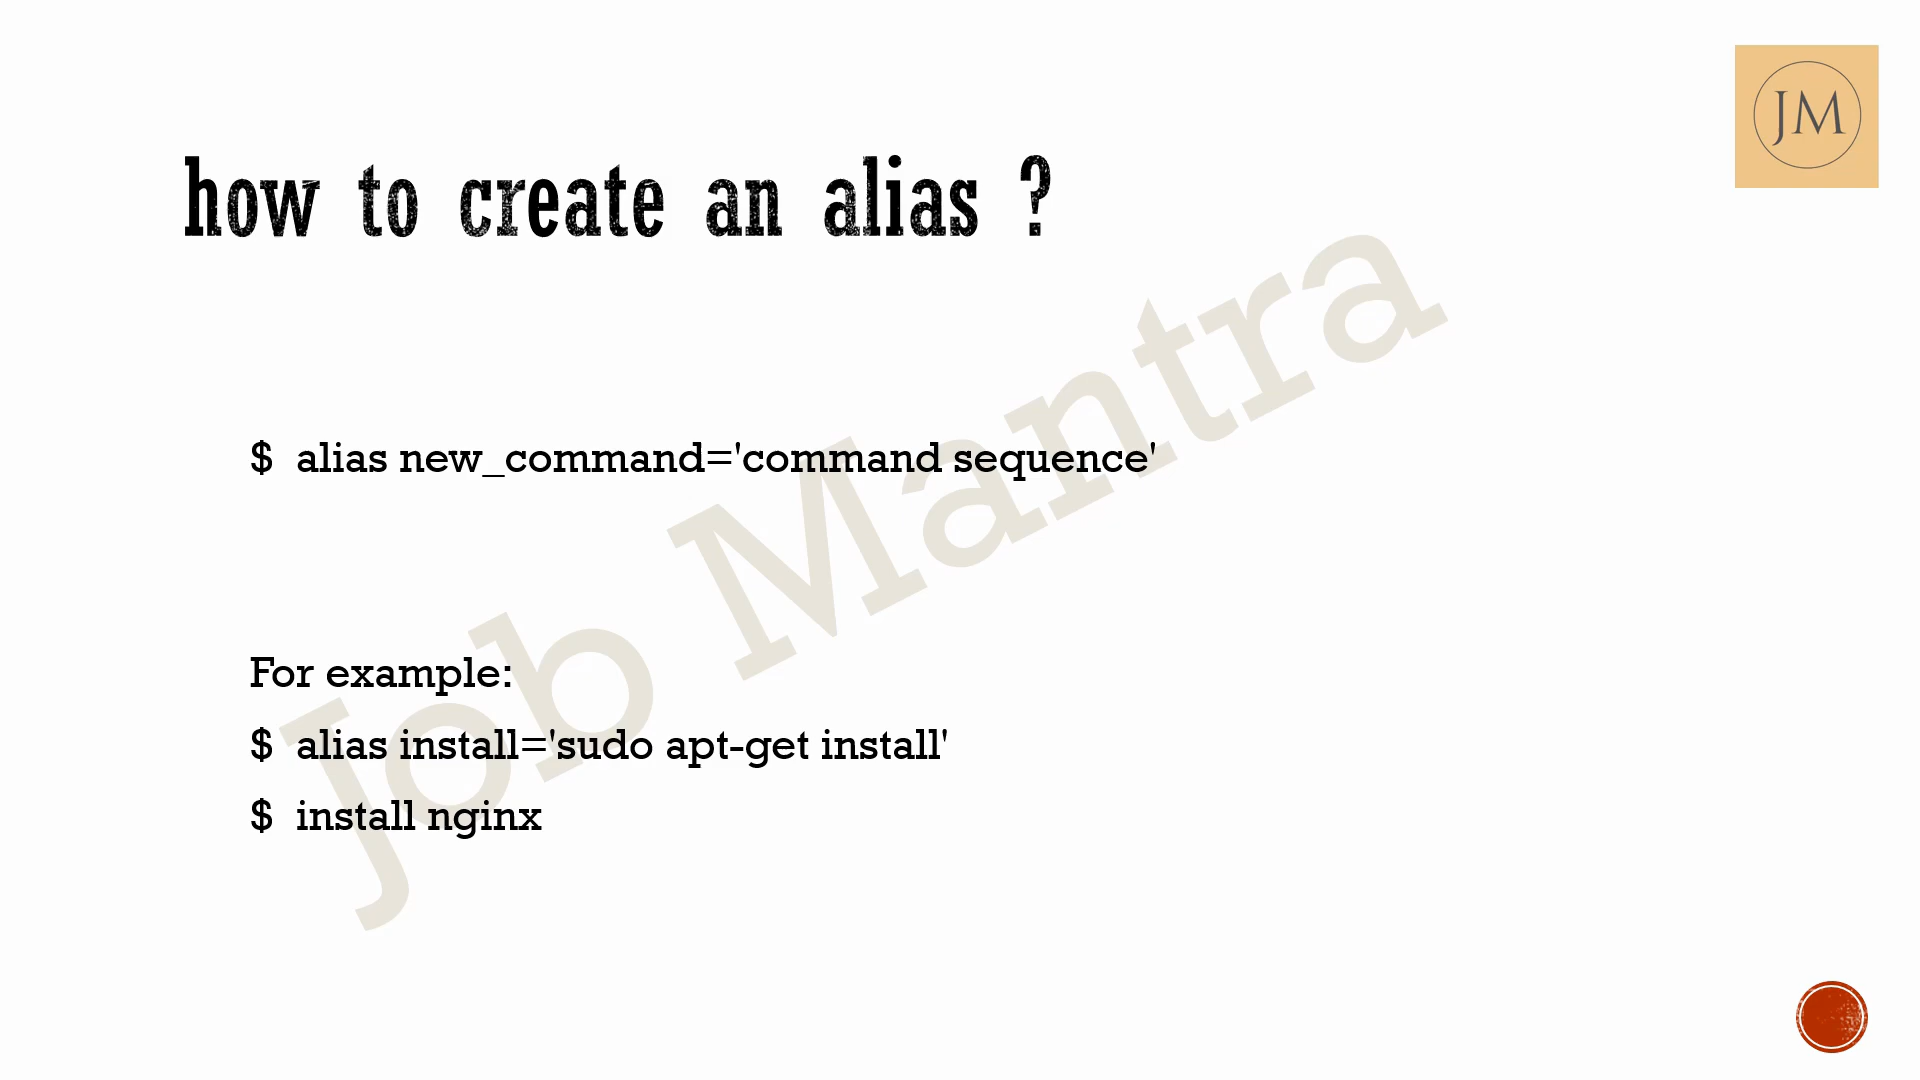 JM
how to create an alias ?
$ alias new_command='command sequence'
For example:
$ alias install='sudo apt-get install'
$ install nginx
Job Mantra